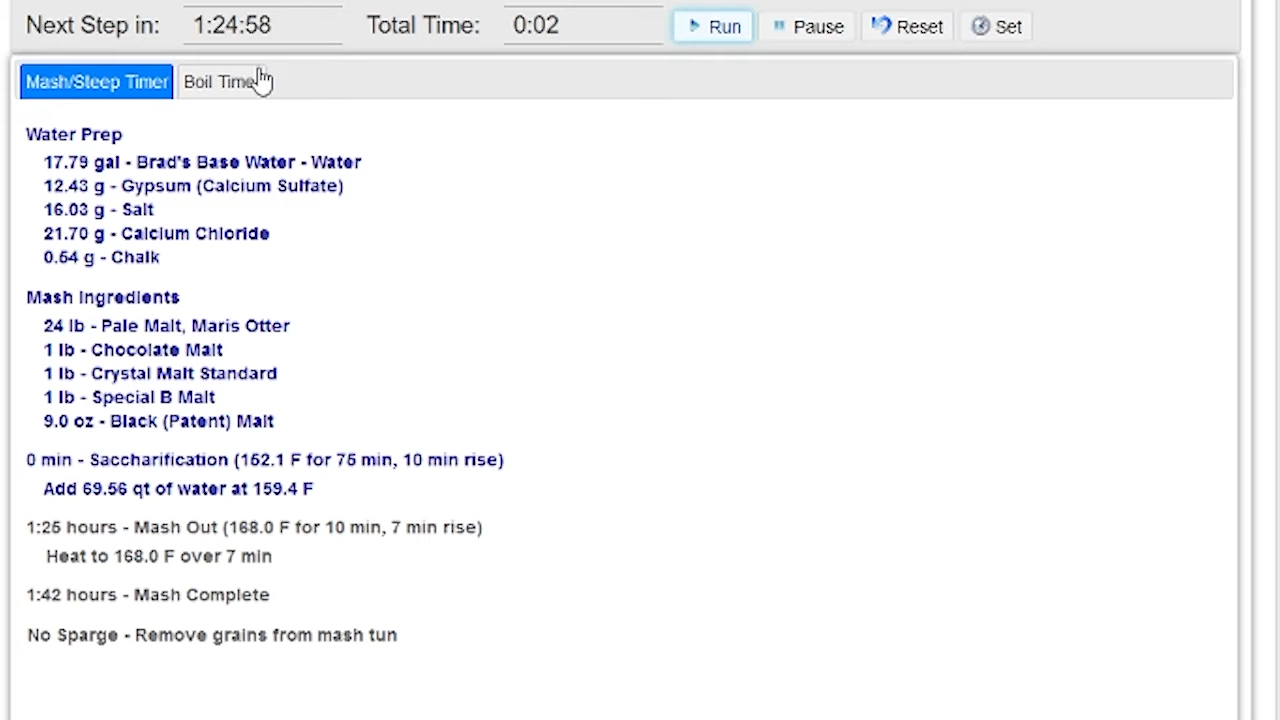 Next Step in: 1:24:58 Total Time: 0:02 Run Pause Reset Set
Mash/Steep Timer Boil Time
Water Prep
17.79 gal - Brad's Base Water - Water
12.43 g - Gypsum (Calcium Sulfate)
16.03 g - Salt
21.70 g - Calcium Chloride
0.54 g - Chalk
Mash Ingredients
24 lb - Pale Malt, Maris Otter
1 lb - Chocolate Malt
1 lb - Crystal Malt Standard
1 lb - Special B Malt
9.0 oz - Black (Patent) Malt
0 min - Saccharification (152.1 F for 75 min, 10 min rise)
Add 69.56 qt of water at 159.4 F
1:25 hours - Mash Out (168.0 F for 10 min, 7 min rise)
Heat to 168.0 F over 7 min
1:42 hours - Mash Complete
No Sparge - Remove grains from mash tun